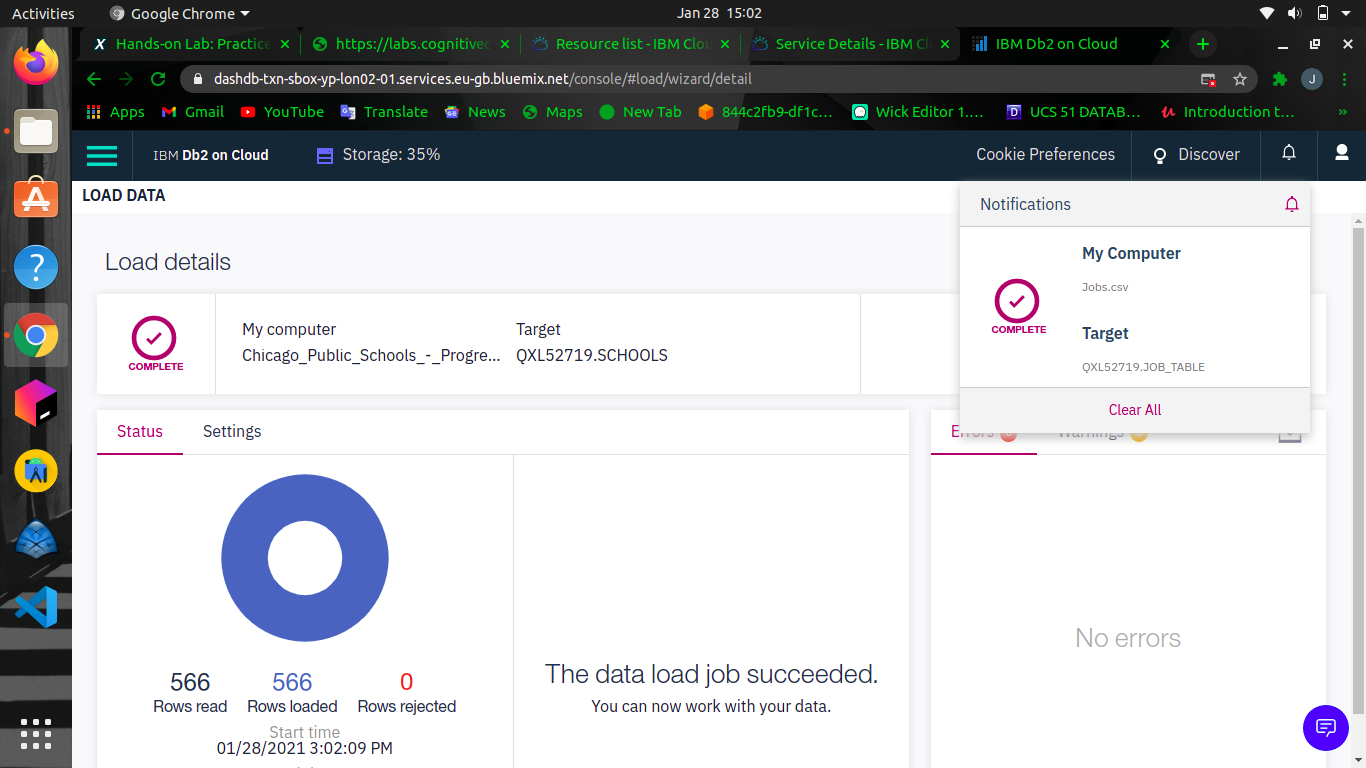 Activities
Google Chrome
Jan 28 15:02
Hands-on Lab: Practice
https://labs.cognitivec
Resource list - IBM Clou
Service Details - IBM Cl
IBM Db2 on Cloud
dashdb-txn-sbox-yp-lon02-01.services.eu-gb.bluemix.net/console/#load/wizard/detail
J
Apps
Gmail
YouTube
Translate
News
Maps
New Tab
844c2fb9-df1c...
Wick Editor 1....
UCS 51 DATAB...
Introduction t...
»
IBM Db2 on Cloud
Storage: 35%
Cookie Preferences
Discover
LOAD DATA
Notifications
My Computer
Jobs.csv
COMPLETE
Target
QXL52719.JOB_TABLE
Clear All
Load details
COMPLETE
My computer
Chicago_Public_Schools_-_Progre...
Target
QXL52719.SCHOOLS
Status
Settings
Errors
Warnings
566
Rows read
566
Rows loaded
0
Rows rejected
Start time
01/28/2021 3:02:09 PM
The data load job succeeded.
You can now work with your data.
No errors